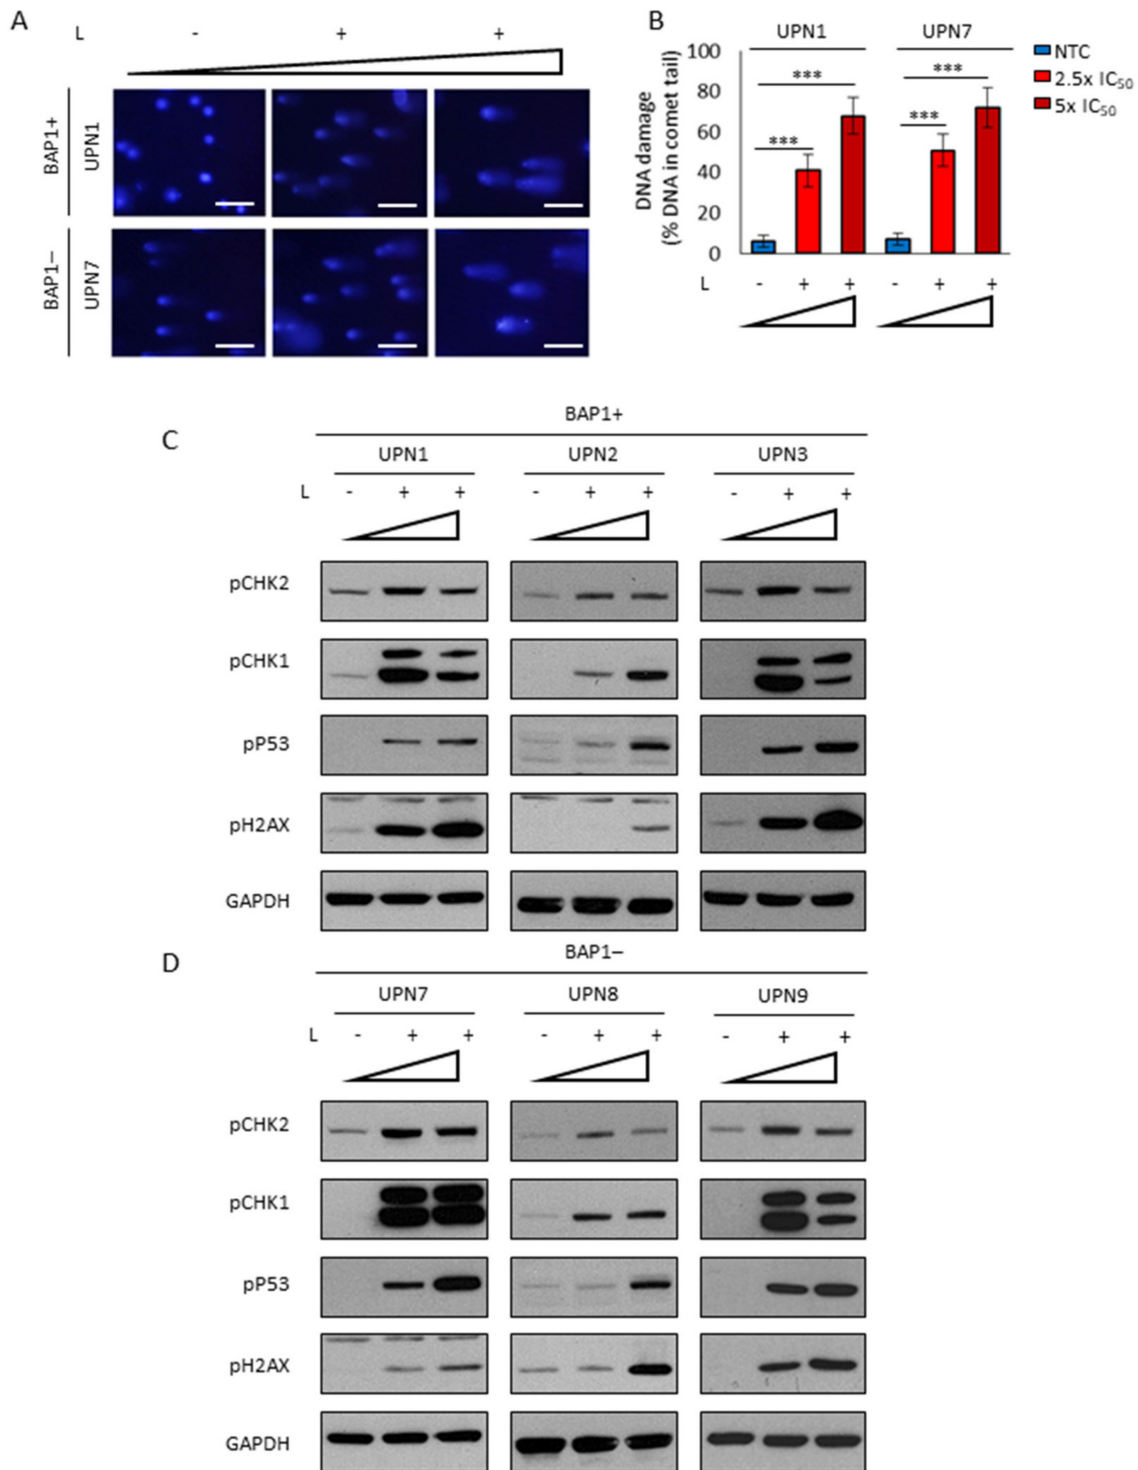 A
L - + +
BAP1+
UPN1
BAP1–
UPN7
B
UPN1 UPN7
DNA damage
(% DNA in comet tail)
100
80
60
40
20
0
*** ***
*** ***
L - + + - + +
NTC
2.5x IC50
5x IC50
C
BAP1+
UPN1 UPN2 UPN3
L - + + - + + - + +
pCHK2
pCHK1
pP53
pH2AX
GAPDH
D
BAP1–
UPN7 UPN8 UPN9
L - + + - + + - + +
pCHK2
pCHK1
pP53
pH2AX
GAPDH